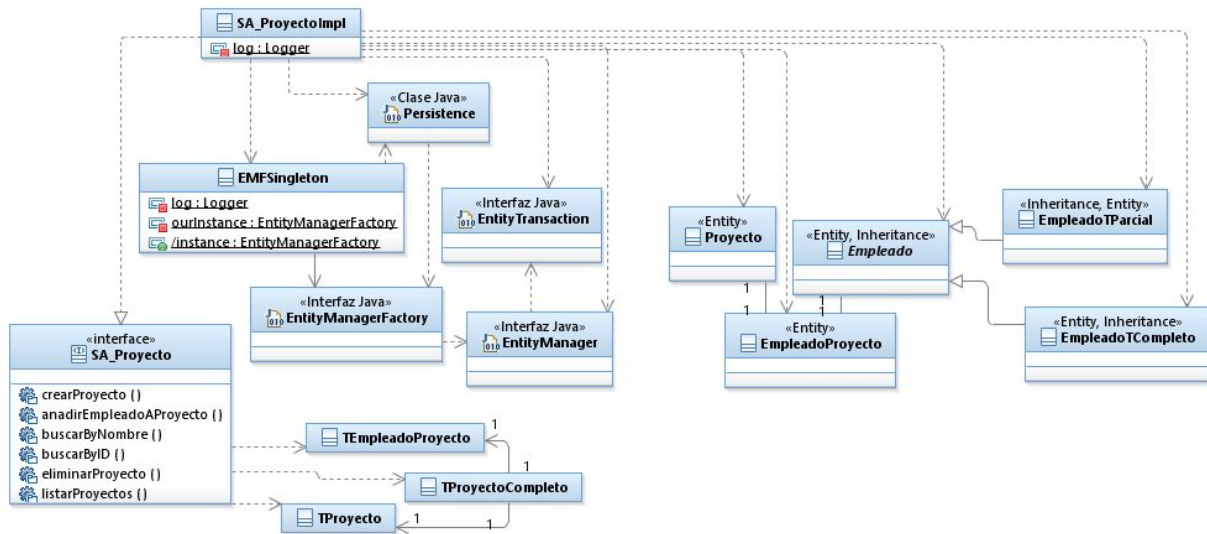 SA_ProyectoImpl
log : Logger
«Clase Java»
Persistence
EMFSingleton
log : Logger
ourInstance : EntityManagerFactory
/instance : EntityManagerFactory
«Interfaz Java»
EntityTransaction
«Entity»
Proyecto
«Entity, Inheritance»
Empleado
«Inheritance, Entity»
EmpleadoTParcial
«Interfaz Java»
EntityManagerFactory
«Interfaz Java»
EntityManager
1
1
1
1
«Entity»
EmpleadoProyecto
«Entity, Inheritance»
EmpleadoTCompleto
«interface»
SA_Proyecto
crearProyecto ()
anadirEmpleadoAProyecto ()
buscarByNombre ()
buscarByID ()
eliminarProyecto ()
listarProyectos ()
TEmpleadoProyecto
1
1
TProyectoCompleto
TProyecto
1
1